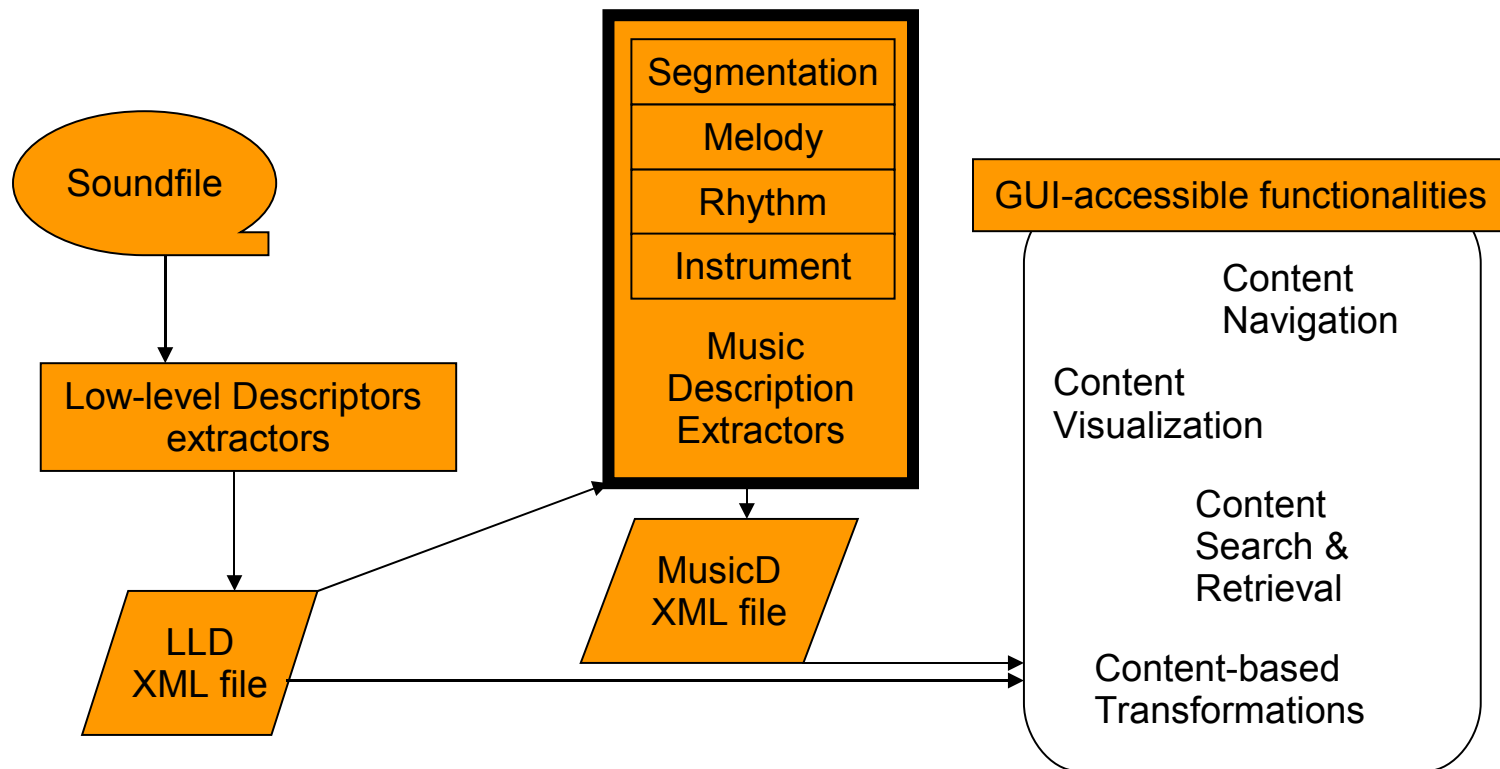 Soundfile
Low-level Descriptors
extractors
LLD
XML file
Segmentation
Melody
Rhythm
Instrument
Music
Description
Extractors
MusicD
XML file
GUI-accessible functionalities
Content
Navigation
Content
Visualization
Content
Search &
Retrieval
Content-based
Transformations